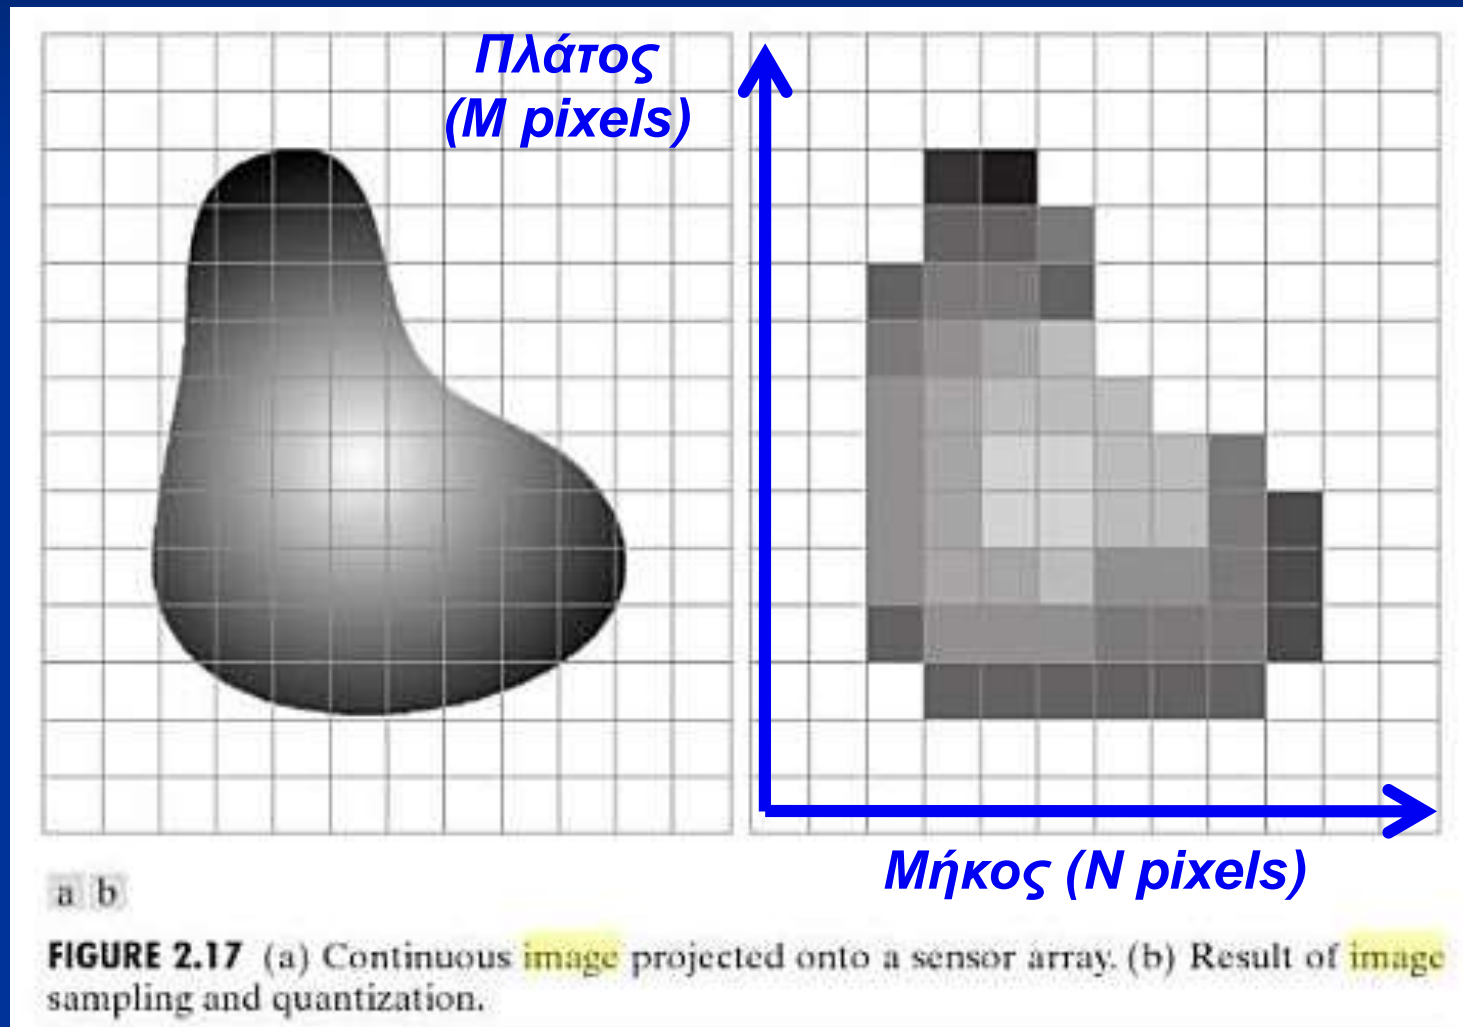 Πλάτος
(M pixels)
Μήκος (N pixels)
a b
FIGURE 2.17 (a) Continuous image projected onto a sensor array. (b) Result of image
sampling and quantization.